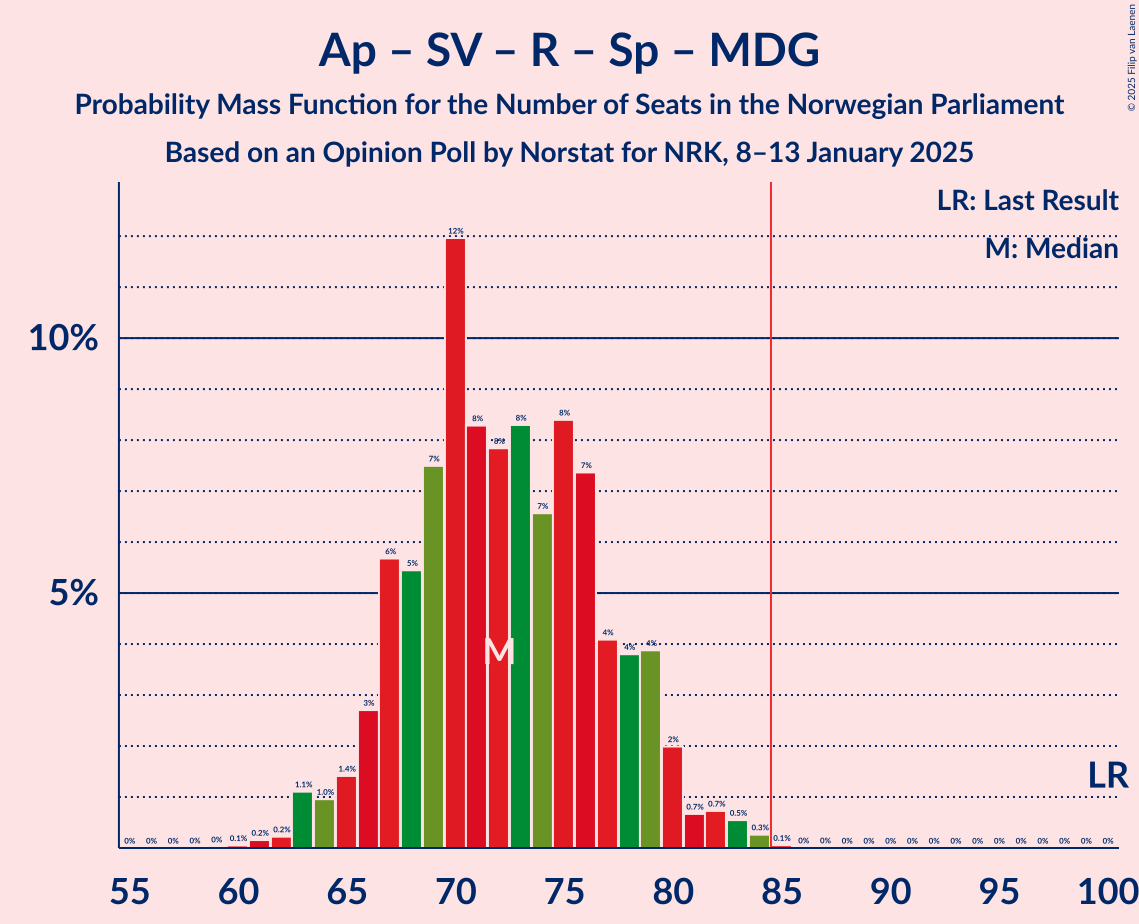 Ap – SV – R – Sp – MDG
Probability Mass Function for the Number of Seats in the Norwegian Parliament
Based on an Opinion Poll by Norstat for NRK, 8–13 January 2025
© 2025 Filip van Laenen
LR: Last Result
M: Median
10%
5%
0% 0% 0% 0% 0% 0.1% 0.2% 0.2% 1.1% 1.0% 1.4% 3% 6% 5% 7% 12% 8% 8% 8% 7% 8% 7% 4% 4% 4% 2% 0.7% 0.7% 0.5% 0.3% 0.1% 0% 0% 0% 0% 0% 0% 0% 0% 0% 0% 0% 0% 0% 0% 0%
M
LR
55 60 65 70 75 80 85 90 95 100